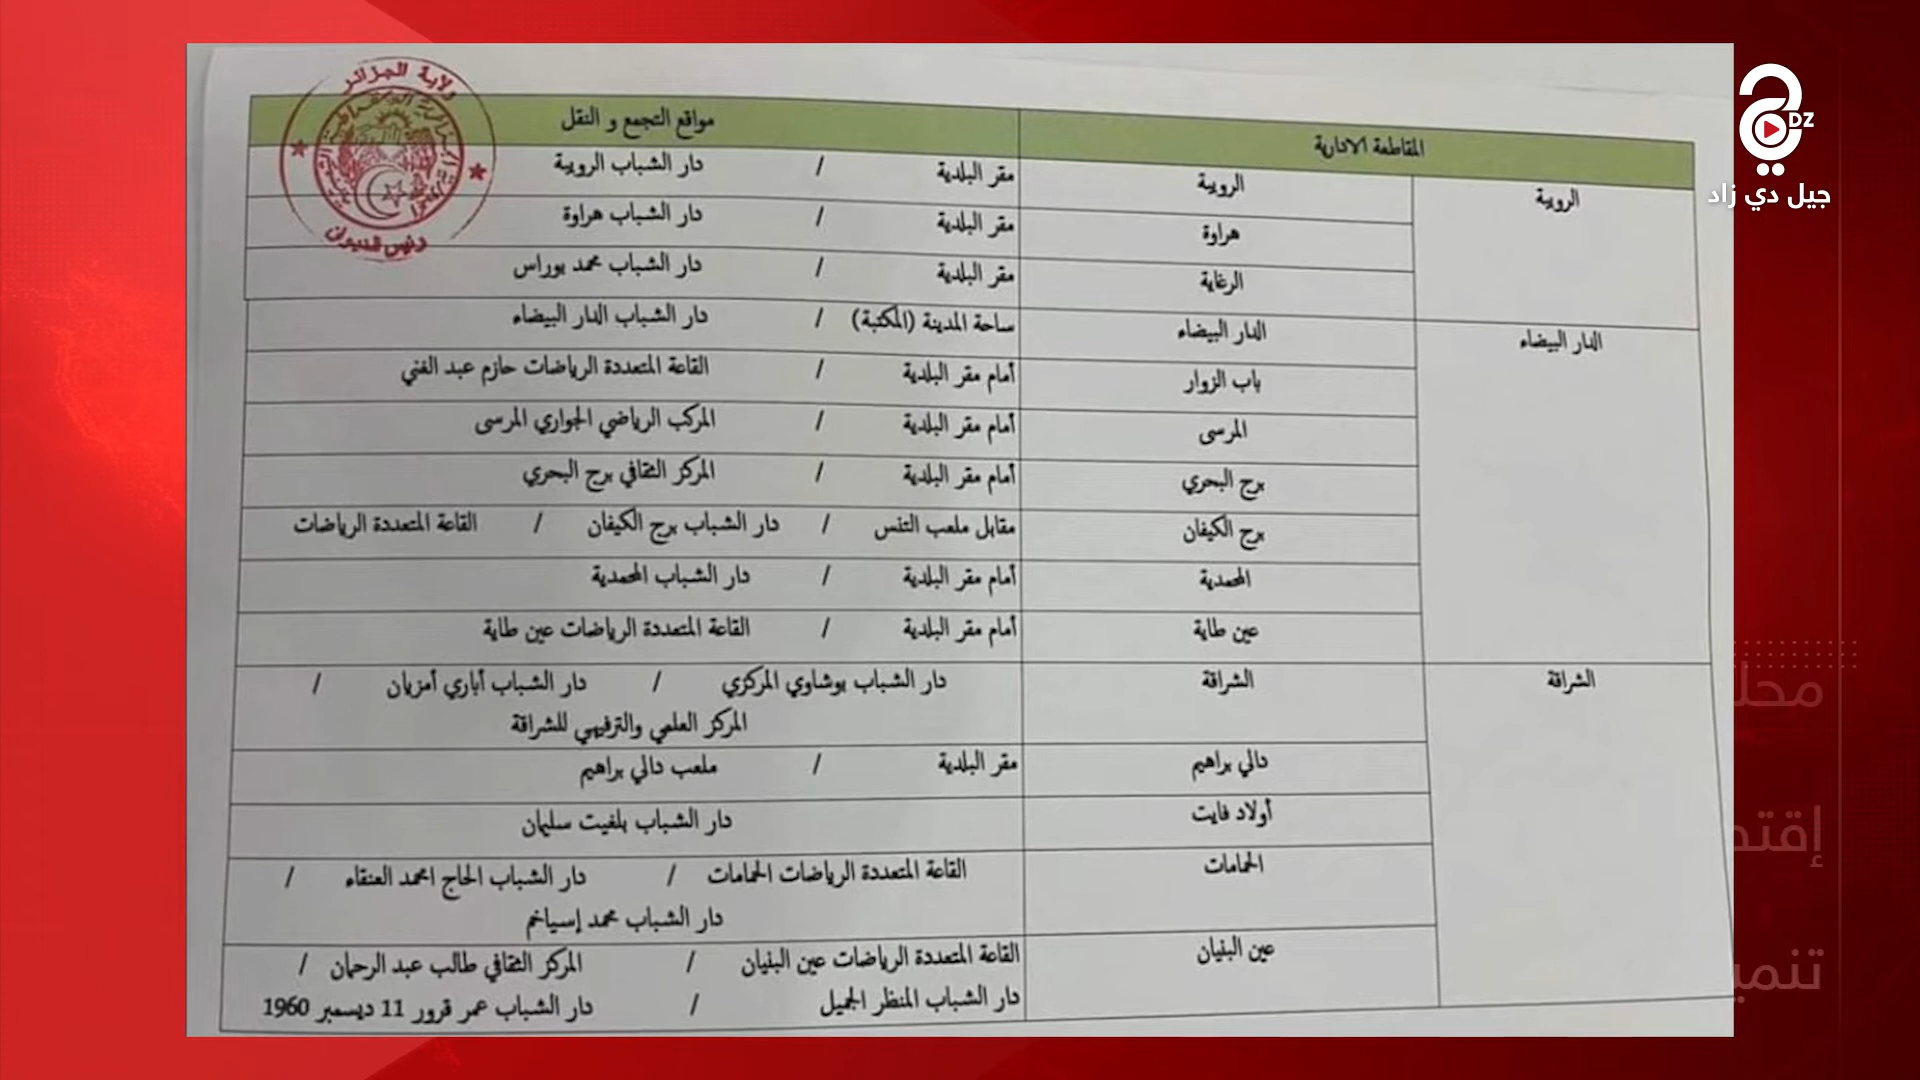 DZ
جيل دي زاد
ولاية الجزائر
رئيس الديوان
المقاطعة الادارية
مواقع التجمع و النقل
الرويبة
الرويبة
مقر البلدية / دار الشباب الرويبة
هراوة
مقر البلدية / دار الشباب هراوة
الرغاية
مقر البلدية / دار الشباب محمد بوراس
الدار البيضاء
الدار البيضاء
ساحة المدينة (المكتبة) / دار الشباب الدار البيضاء
باب الزوار
أمام مقر البلدية / القاعة المتعددة الرياضات حازم عبد الغني
المرسى
أمام مقر البلدية / المركب الرياضي الجواري المرسى
برج البحري
أمام مقر البلدية / المركز الثقافي برج البحري
برج الكيفان
مقابل ملعب التنس / دار الشباب برج الكيفان / القاعة المتعددة الرياضات
المحمدية
أمام مقر البلدية / دار الشباب المحمدية
عين طاية
أمام مقر البلدية / القاعة المتعددة الرياضات عين طاية
الشراقة
الشراقة
دار الشباب بوشاوي المركزي / دار الشباب أباري أمزيان /
المركز العلمي والترفيهي للشراقة
دالي براهيم
مقر البلدية / ملعب دالي براهيم
أولاد فايت
دار الشباب بلفيت سليمان
الحمامات
القاعة المتعددة الرياضات الحمامات / دار الشباب الحاج امحمد العنقاء /
دار الشباب محمد إسياخم
عين البنيان
القاعة المتعددة الرياضات عين البنيان / المركز الثقافي طالب عبد الرحمان /
دار الشباب المنظر الجميل / دار الشباب عمر قرور 11 ديسمبر 1960
محل
إقتص
تنمي